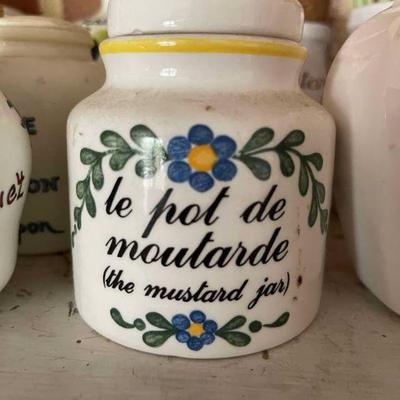 le pot de
moutarde
(the mustard jar)